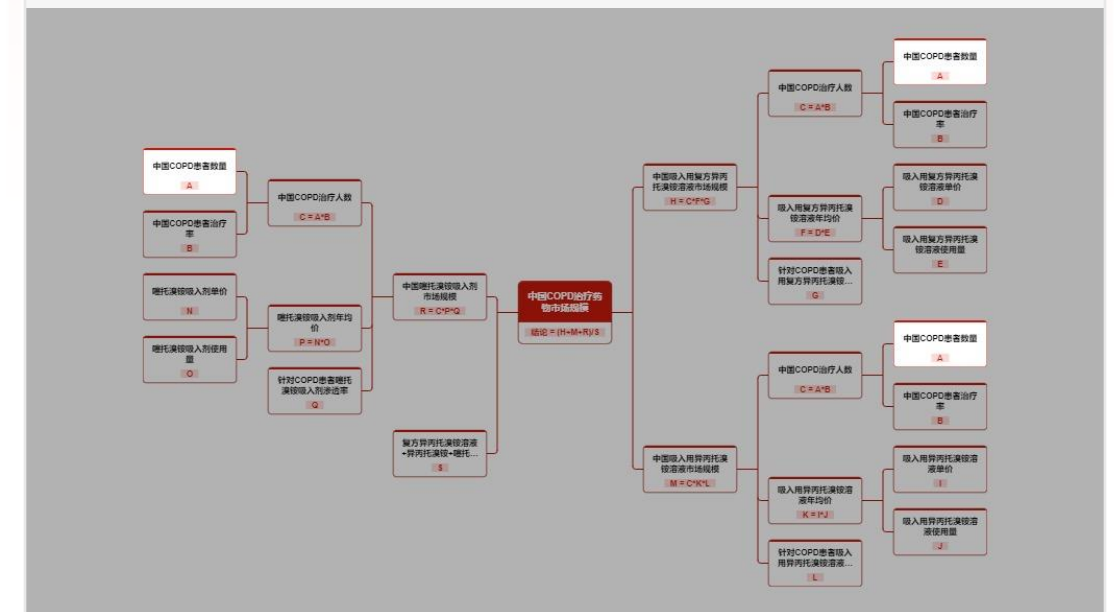 中国COPD患者数量
A
中国COPD患者治疗
率
B
中国COPD治疗人数
C = A*B
噻托溴铵吸入剂单价
N
噻托溴铵吸入剂使用
量
O
噻托溴铵吸入剂年均
价
P = N*O
针对COPD患者噻托
溴铵吸入剂渗透率
Q
中国噻托溴铵吸入剂
市场规模
R = C*P*Q
复方异丙托溴铵溶液
+异丙托溴铵+噻托...
S
中国COPD治疗药
物市场规模
结论 = (H+M+R)/S
中国吸入用复方异丙
托溴铵溶液市场规模
H = C*F*G
中国COPD治疗人数
C = A*B
中国COPD患者数量
A
中国COPD患者治疗
率
B
吸入用复方异丙托溴
铵溶液年均价
F = D*E
吸入用复方异丙托溴
铵溶液单价
D
吸入用复方异丙托溴
铵溶液使用量
E
针对COPD患者吸入
用复方异丙托溴铵...
G
中国吸入用异丙托溴
铵溶液市场规模
M = C*K*L
中国COPD治疗人数
C = A*B
中国COPD患者数量
A
中国COPD患者治疗
率
B
吸入用异丙托溴铵溶
液年均价
K = I*J
吸入用异丙托溴铵溶
液单价
I
吸入用异丙托溴铵溶
液使用量
J
针对COPD患者吸入
用异丙托溴铵溶液...
L